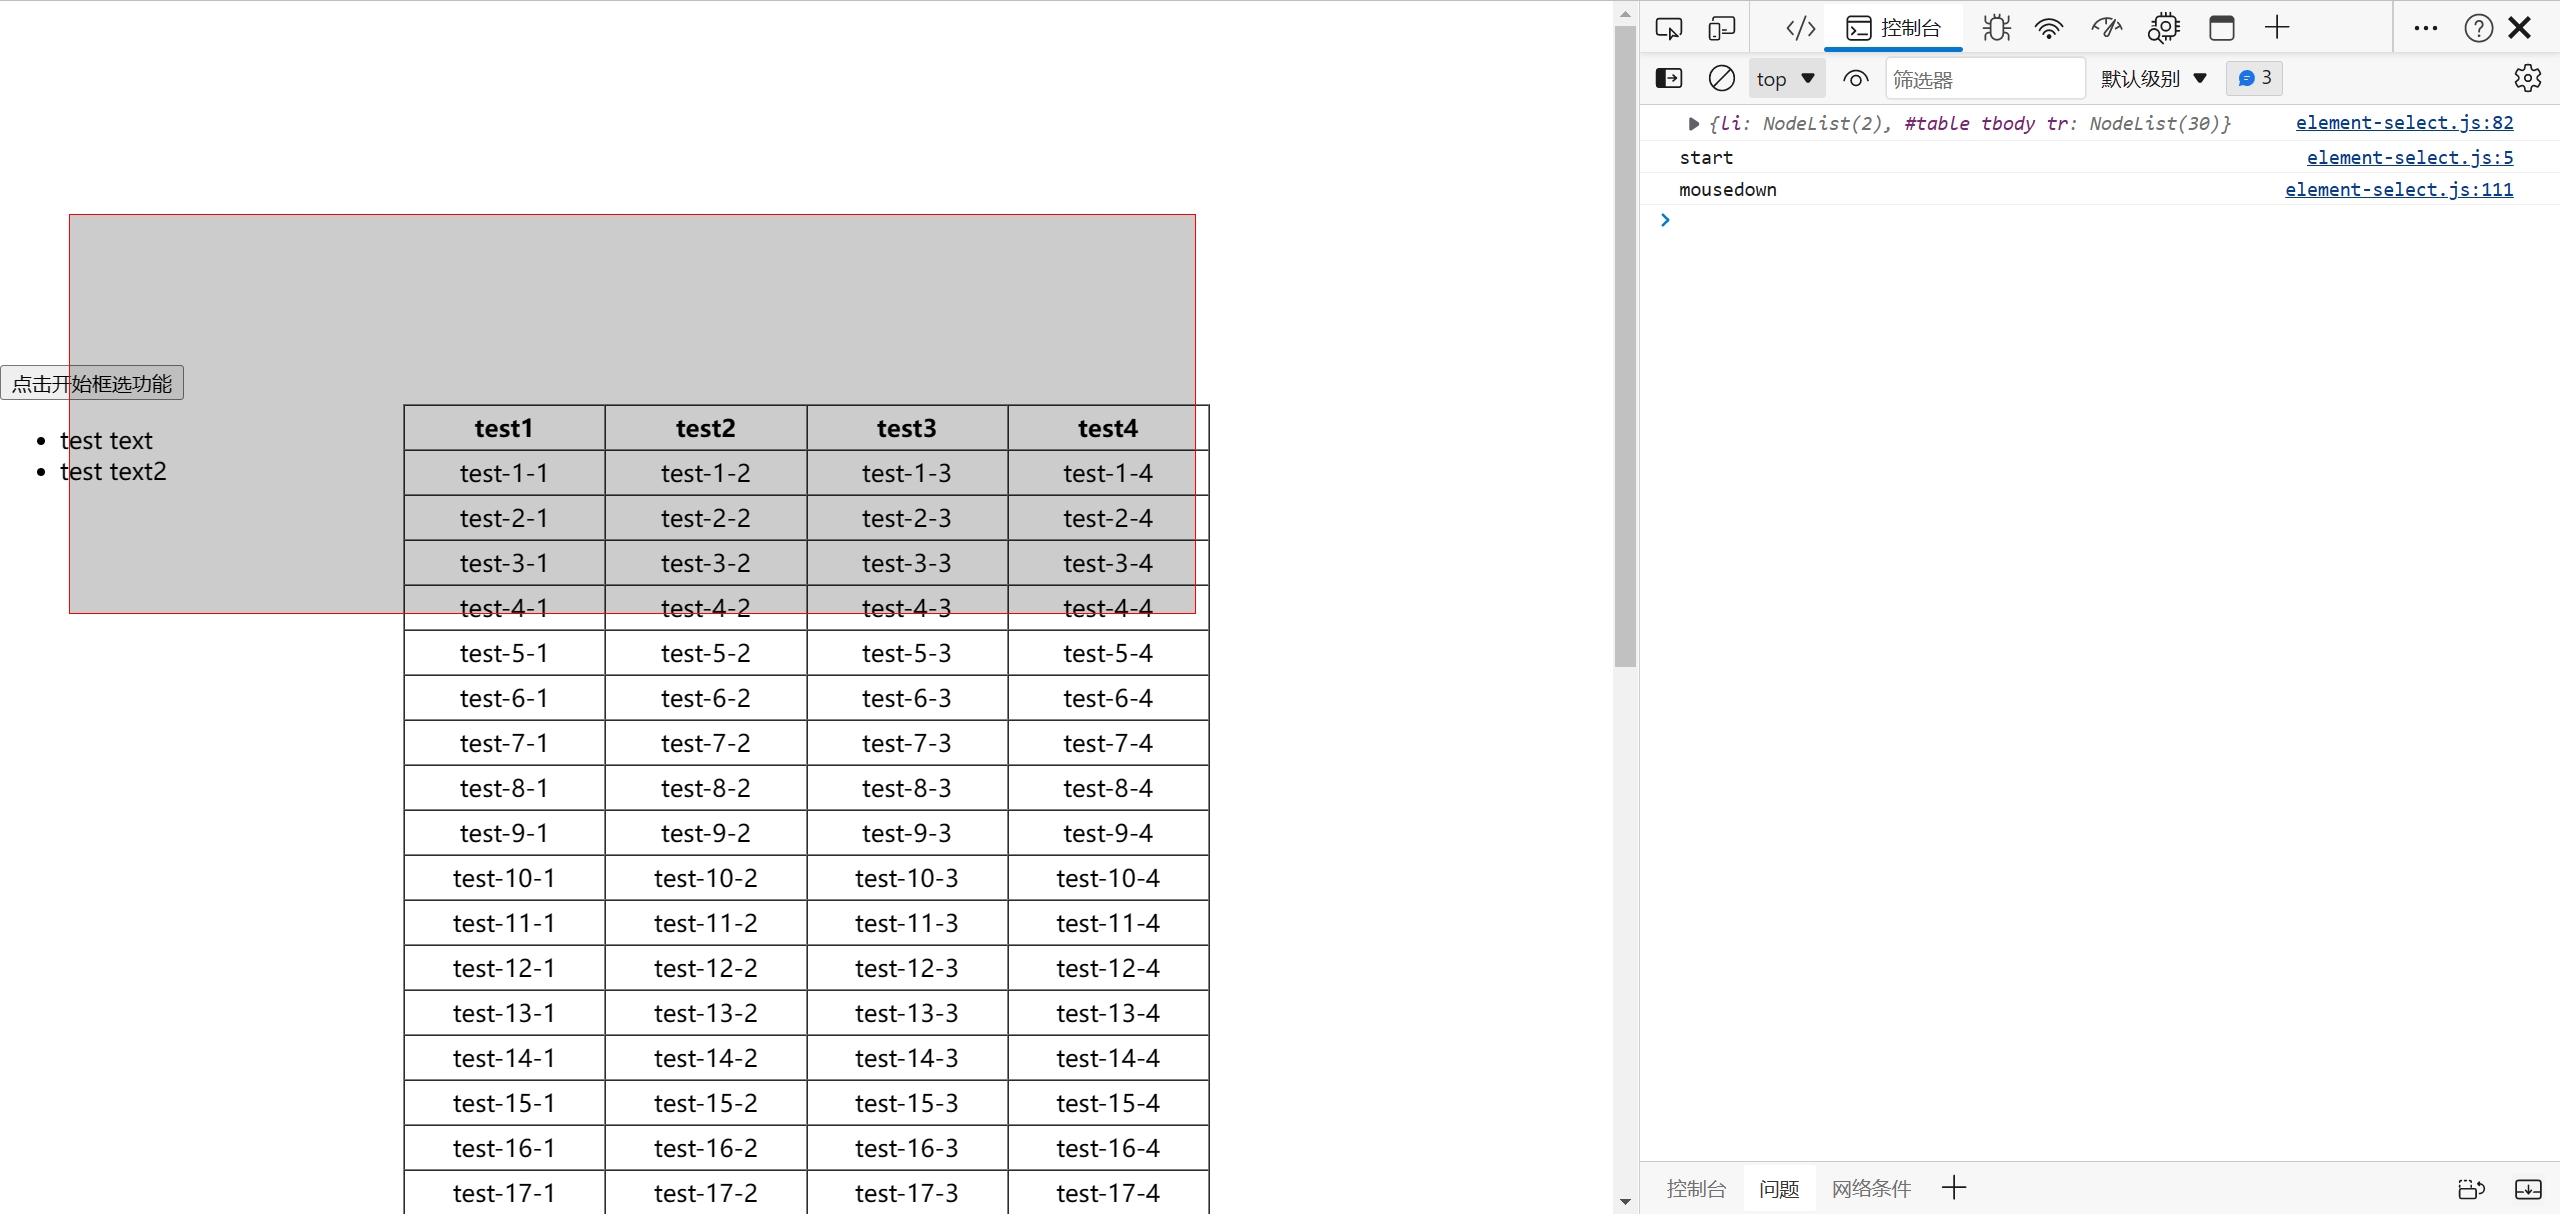 点击开始框选功能
test text
test text2
test1 test2 test3 test4
test-1-1 test-1-2 test-1-3 test-1-4
test-2-1 test-2-2 test-2-3 test-2-4
test-3-1 test-3-2 test-3-3 test-3-4
test-4-1 test-4-2 test-4-3 test-4-4
test-5-1 test-5-2 test-5-3 test-5-4
test-6-1 test-6-2 test-6-3 test-6-4
test-7-1 test-7-2 test-7-3 test-7-4
test-8-1 test-8-2 test-8-3 test-8-4
test-9-1 test-9-2 test-9-3 test-9-4
test-10-1 test-10-2 test-10-3 test-10-4
test-11-1 test-11-2 test-11-3 test-11-4
test-12-1 test-12-2 test-12-3 test-12-4
test-13-1 test-13-2 test-13-3 test-13-4
test-14-1 test-14-2 test-14-3 test-14-4
test-15-1 test-15-2 test-15-3 test-15-4
test-16-1 test-16-2 test-16-3 test-16-4
test-17-1 test-17-2 test-17-3 test-17-4
控制台
top 筛选器 默认级别 3
{li: NodeList(2), #table tbody tr: NodeList(30)} element-select.js:82
start element-select.js:5
mousedown element-select.js:111
控制台 问题 网络条件